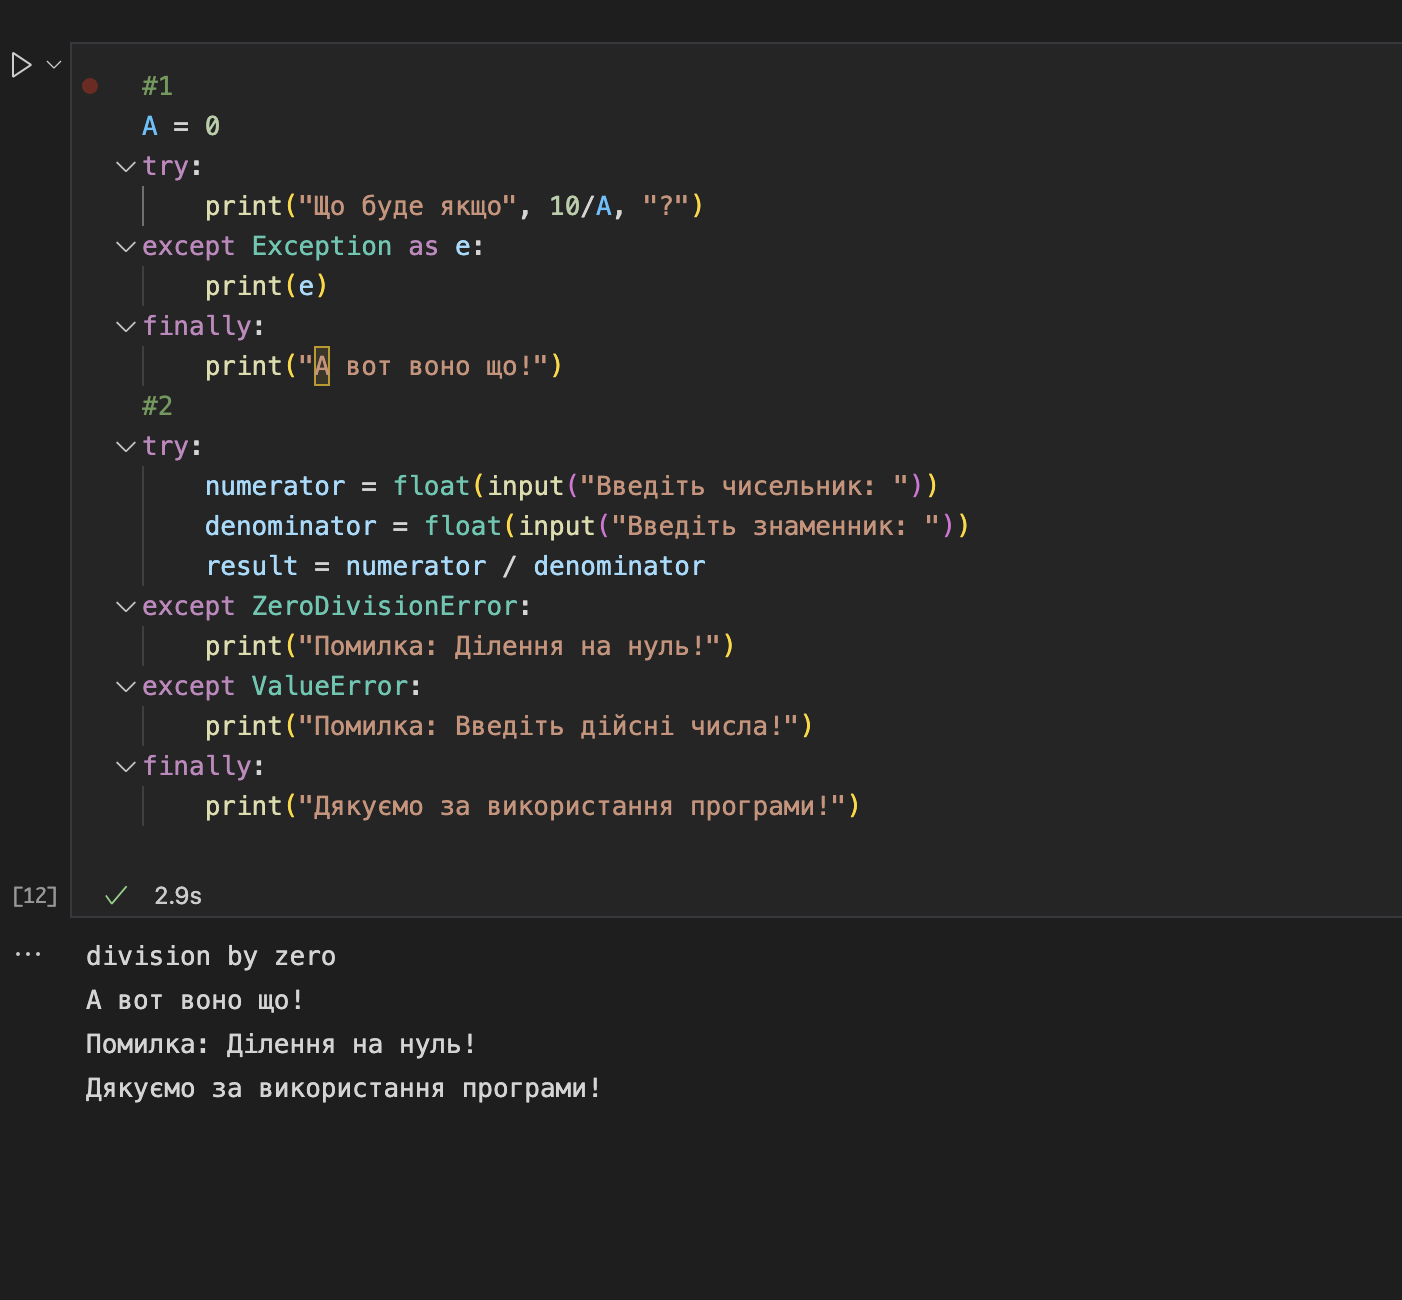 #1
A = 0
try:
    print("Що буде якщо", 10/A, "?")
except Exception as e:
    print(e)
finally:
    print("А вот воно що!")
#2
try:
    numerator = float(input("Введіть чисельник: "))
    denominator = float(input("Введіть знаменник: "))
    result = numerator / denominator
except ZeroDivisionError:
    print("Помилка: Ділення на нуль!")
except ValueError:
    print("Помилка: Введіть дійсні числа!")
finally:
    print("Дякуємо за використання програми!")
[12] 2.9s
division by zero
А вот воно що!
Помилка: Ділення на нуль!
Дякуємо за використання програми!